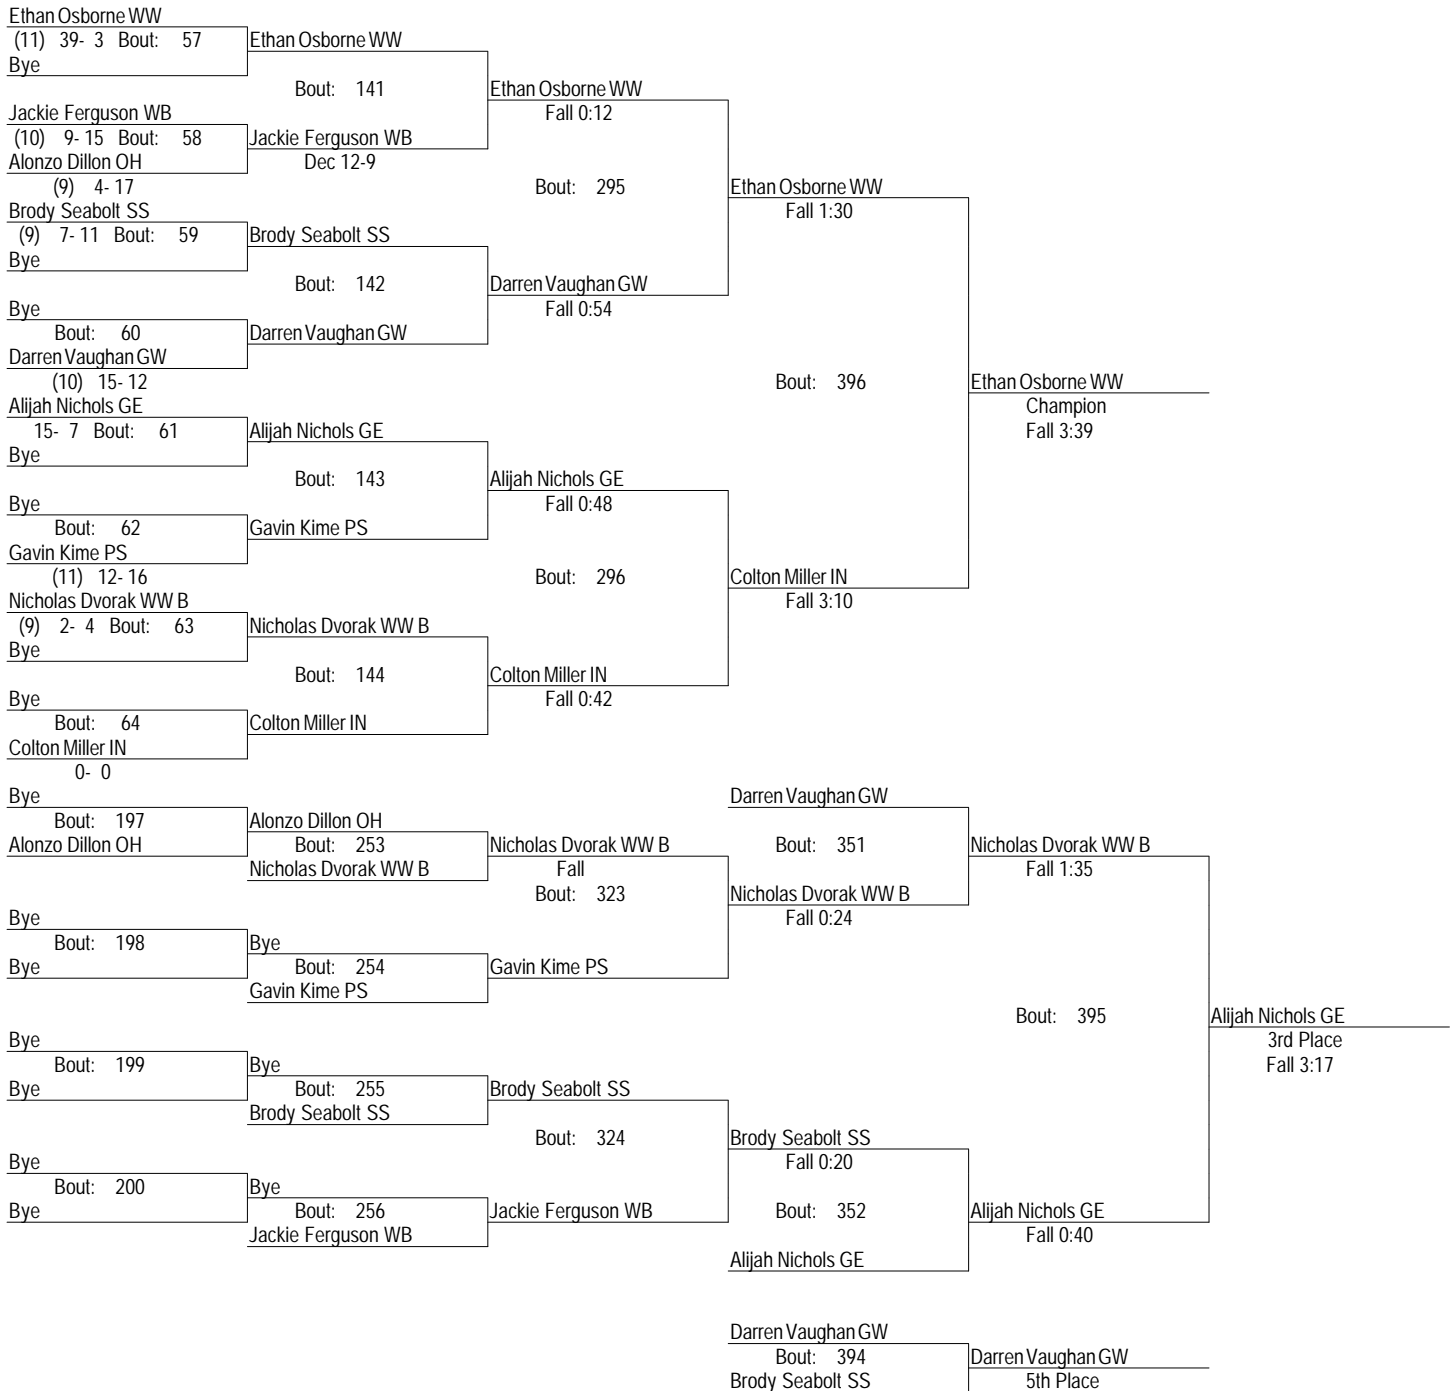 Ethan Osborne WW
(11) 39- 3 Bout: 57 Ethan Osborne WW
Bye
Bout: 141 Ethan Osborne WW
Jackie Ferguson WB Fall 0:12
(10) 9- 15 Bout: 58 Jackie Ferguson WB
Alonzo Dillon OH Dec 12-9
(9) 4- 17 Bout: 295 Ethan Osborne WW
Brody Seabolt SS Fall 1:30
(9) 7- 11 Bout: 59 Brody Seabolt SS
Bye
Bout: 142 Darren Vaughan GW
Bye Fall 0:54
Bout: 60 Darren Vaughan GW
Darren Vaughan GW
(10) 15- 12 Bout: 396 Ethan Osborne WW
Alijah Nichols GE Champion
15- 7 Bout: 61 Alijah Nichols GE Fall 3:39
Bye
Bout: 143 Alijah Nichols GE
Bye Fall 0:48
Bout: 62 Gavin Kime PS
Gavin Kime PS
(11) 12- 16 Bout: 296 Colton Miller IN
Nicholas Dvorak WW B Fall 3:10
(9) 2- 4 Bout: 63 Nicholas Dvorak WW B
Bye
Bout: 144 Colton Miller IN
Bye Fall 0:42
Bout: 64 Colton Miller IN
Colton Miller IN
0- 0
Bye Darren Vaughan GW
Bout: 197 Alonzo Dillon OH
Alonzo Dillon OH Bout: 253 Nicholas Dvorak WW B Bout: 351 Nicholas Dvorak WW B
Nicholas Dvorak WW B Fall Fall 1:35
Bout: 323 Nicholas Dvorak WW B
Bye Fall 0:24
Bout: 198 Bye
Bye Bout: 254 Gavin Kime PS
Gavin Kime PS
Bout: 395 Alijah Nichols GE
Bye 3rd Place
Bout: 199 Bye Fall 3:17
Bye Bout: 255 Brody Seabolt SS
Brody Seabolt SS
Bout: 324 Brody Seabolt SS
Bye Fall 0:20
Bout: 200 Bye
Bye Bout: 256 Jackie Ferguson WB Bout: 352 Alijah Nichols GE
Jackie Ferguson WB Fall 0:40
Alijah Nichols GE
Darren Vaughan GW
Bout: 394 Darren Vaughan GW
Brody Seabolt SS 5th Place